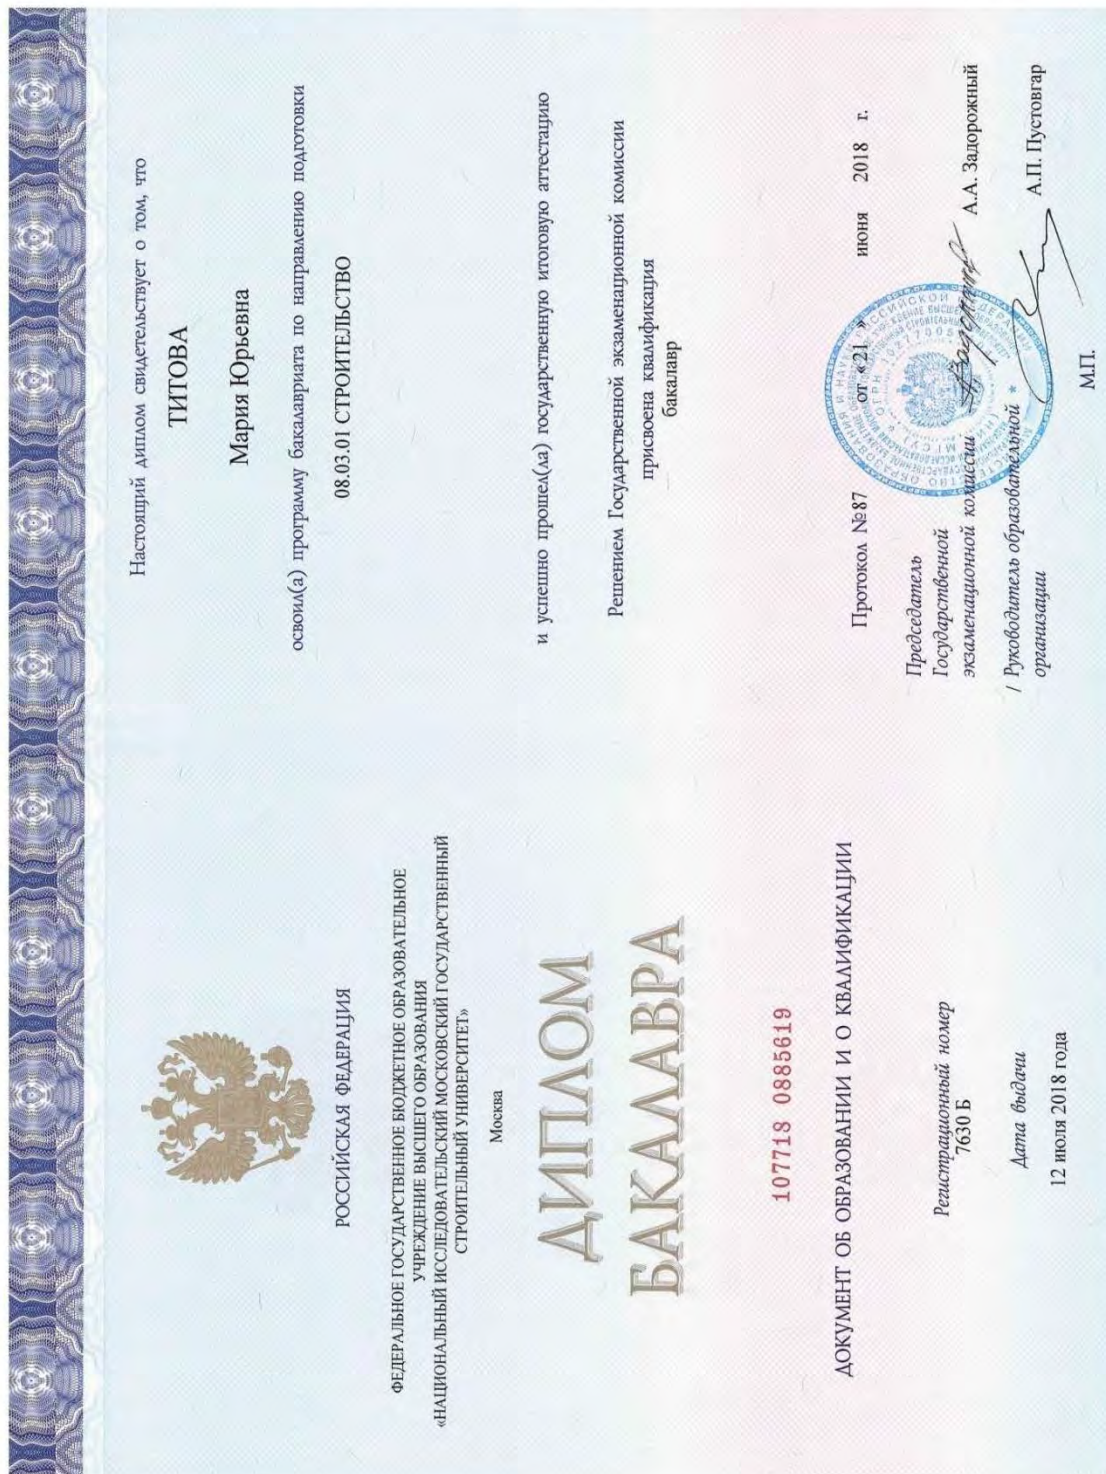 РОССИЙСКАЯ ФЕДЕРАЦИЯ
ФЕДЕРАЛЬНОЕ ГОСУДАРСТВЕННОЕ БЮДЖЕТНОЕ ОБРАЗОВАТЕЛЬНОЕ
УЧРЕЖДЕНИЕ ВЫСШЕГО ОБРАЗОВАНИЯ
«НАЦИОНАЛЬНЫЙ ИССЛЕДОВАТЕЛЬСКИЙ МОСКОВСКИЙ ГОСУДАРСТВЕННЫЙ
СТРОИТЕЛЬНЫЙ УНИВЕРСИТЕТ»
Москва
ДИПЛОМ
БАКАЛАВРА
107718 0885619
ДОКУМЕНТ ОБ ОБРАЗОВАНИИ И О КВАЛИФИКАЦИИ
Регистрационный номер
7630 Б
Дата выдачи
12 июля 2018 года
Настоящий диплом свидетельствует о том, что
ТИТОВА
Мария Юрьевна
освоил(а) программу бакалавриата по направлению подготовки
08.03.01 СТРОИТЕЛЬСТВО
и успешно прошел(ла) государственную итоговую аттестацию
Решением Государственной экзаменационной комиссии
присвоена квалификация
бакалавр
Протокол №87 от «21 » июня 2018 г.
Председатель
Государственной
экзаменационной комиссии А.А. Задорожный
/ Руководитель образовательной А.П. Пустовгар
организации
М.П.